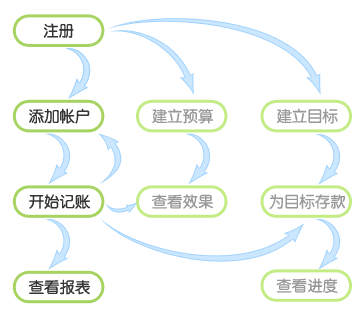 注册
添加帐户
建立预算
建立目标
开始记账
查看效果
为目标存款
查看报表
查看进度